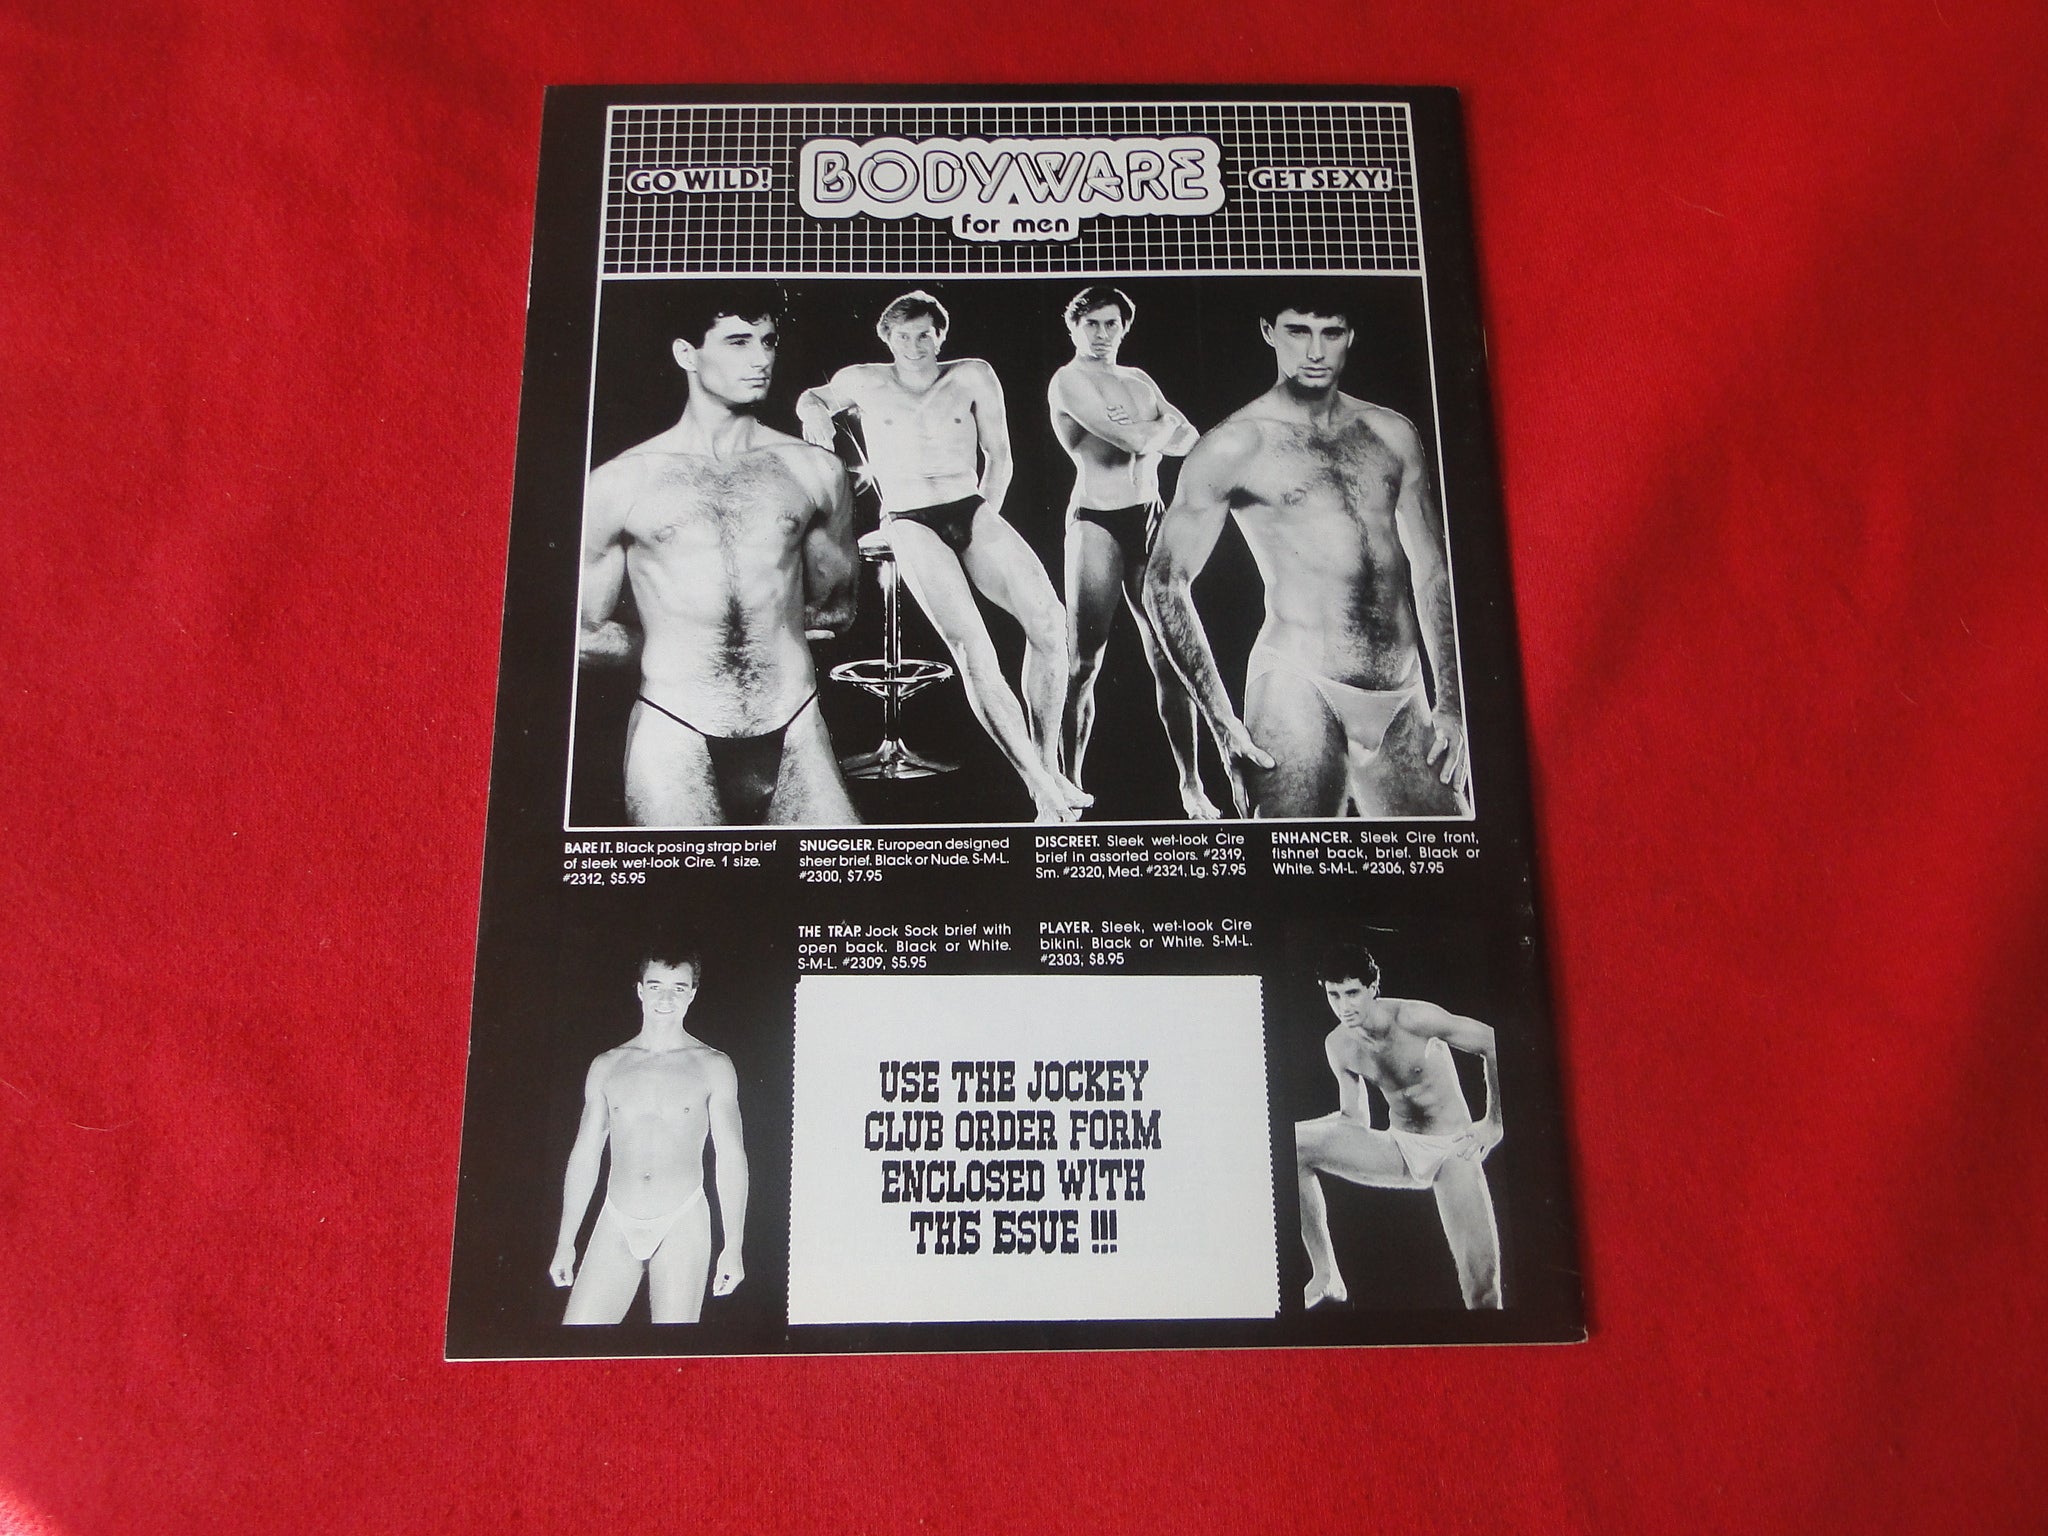 GO WILD!
BODYWARE
GET SEXY!
for men
BARE IT. Black posing strap brief
of sleek wet-look Cire. 1 size.
#2312, $5.95
SNUGGLER. European designed
sheer brief. Black or Nude. S-M-L.
#2300, $7.95
DISCREET. Sleek wet-look Cire
brief in assorted colors. #2319,
Sm. #2320, Med. #2321, Lg. $7.95
ENHANCER. Sleek Cire front,
fishnet back, brief. Black or
White. S-M-L. #2306, $7.95
THE TRAP. Jock Sock brief with
open back. Black or White.
S-M-L. #2309, $5.95
PLAYER. Sleek, wet-look Cire
bikini. Black or White. S-M-L.
#2303, $8.95
USE THE JOCKEY
CLUB ORDER FORM
ENCLOSED WITH
THIS ISSUE !!!